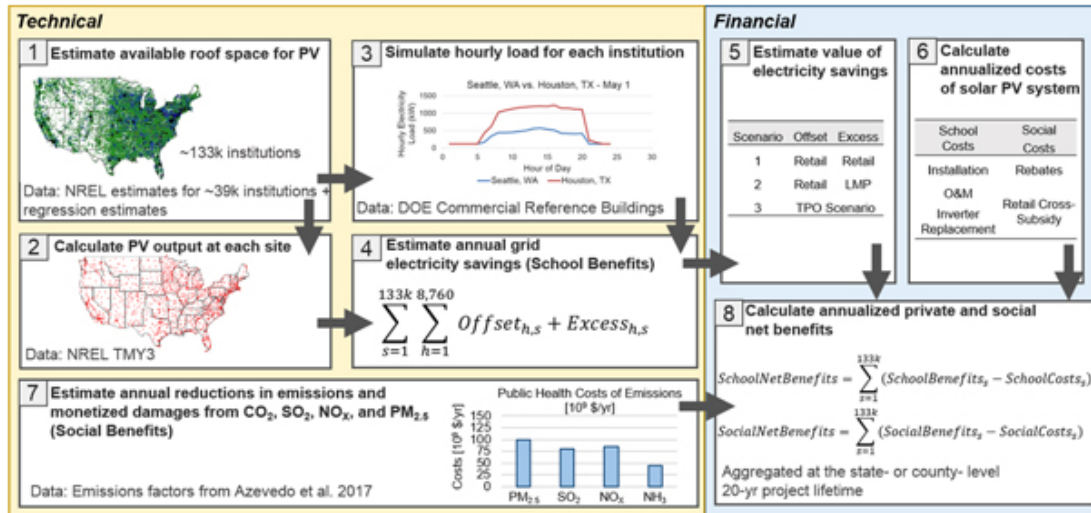 Technical
1 Estimate available roof space for PV
~133k institutions
Data: NREL estimates for ~39k institutions +
regression estimates
2 Calculate PV output at each site
Data: NREL TMY3
3 Simulate hourly load for each institution
Seattle, WA vs. Houston, TX - May 1
Hourly Electricity
Load (kW)
1500
1000
500
0
0 5 10 15 20 25 30
Hour of Day
Seattle, WA Houston, TX
Data: DOE Commercial Reference Buildings
4 Estimate annual grid
electricity savings (School Benefits)
133k 8,760
∑ ∑ Offset_{h,s} + Excess_{h,s}
s=1 h=1
7 Estimate annual reductions in emissions and
monetized damages from CO₂, SO₂, NOₓ, and PM₂.₅
(Social Benefits)
Public Health Costs of Emissions
[10⁹ $/yr]
Costs [10⁹ $/yr]
150
125
100
75
50
25
0
PM₂.₅ SO₂ NOₓ NH₃
Data: Emissions factors from Azevedo et al. 2017
Financial
5 Estimate value of
electricity savings
Scenario Offset Excess
1 Retail Retail
2 Retail LMP
3 TPO Scenario
6 Calculate
annualized costs
of solar PV system
School Costs
Social Costs
Installation
O&M
Inverter
Replacement
Rebates
Retail Cross-
Subsidy
8 Calculate annualized private and social
net benefits
133k
SchoolNetBenefits = ∑ (SchoolBenefits_s − SchoolCosts_s)
s=1
133k
SocialNetBenefits = ∑ (SocialBenefits_s − SocialCosts_s)
s=1
Aggregated at the state- or county- level
20-yr project lifetime